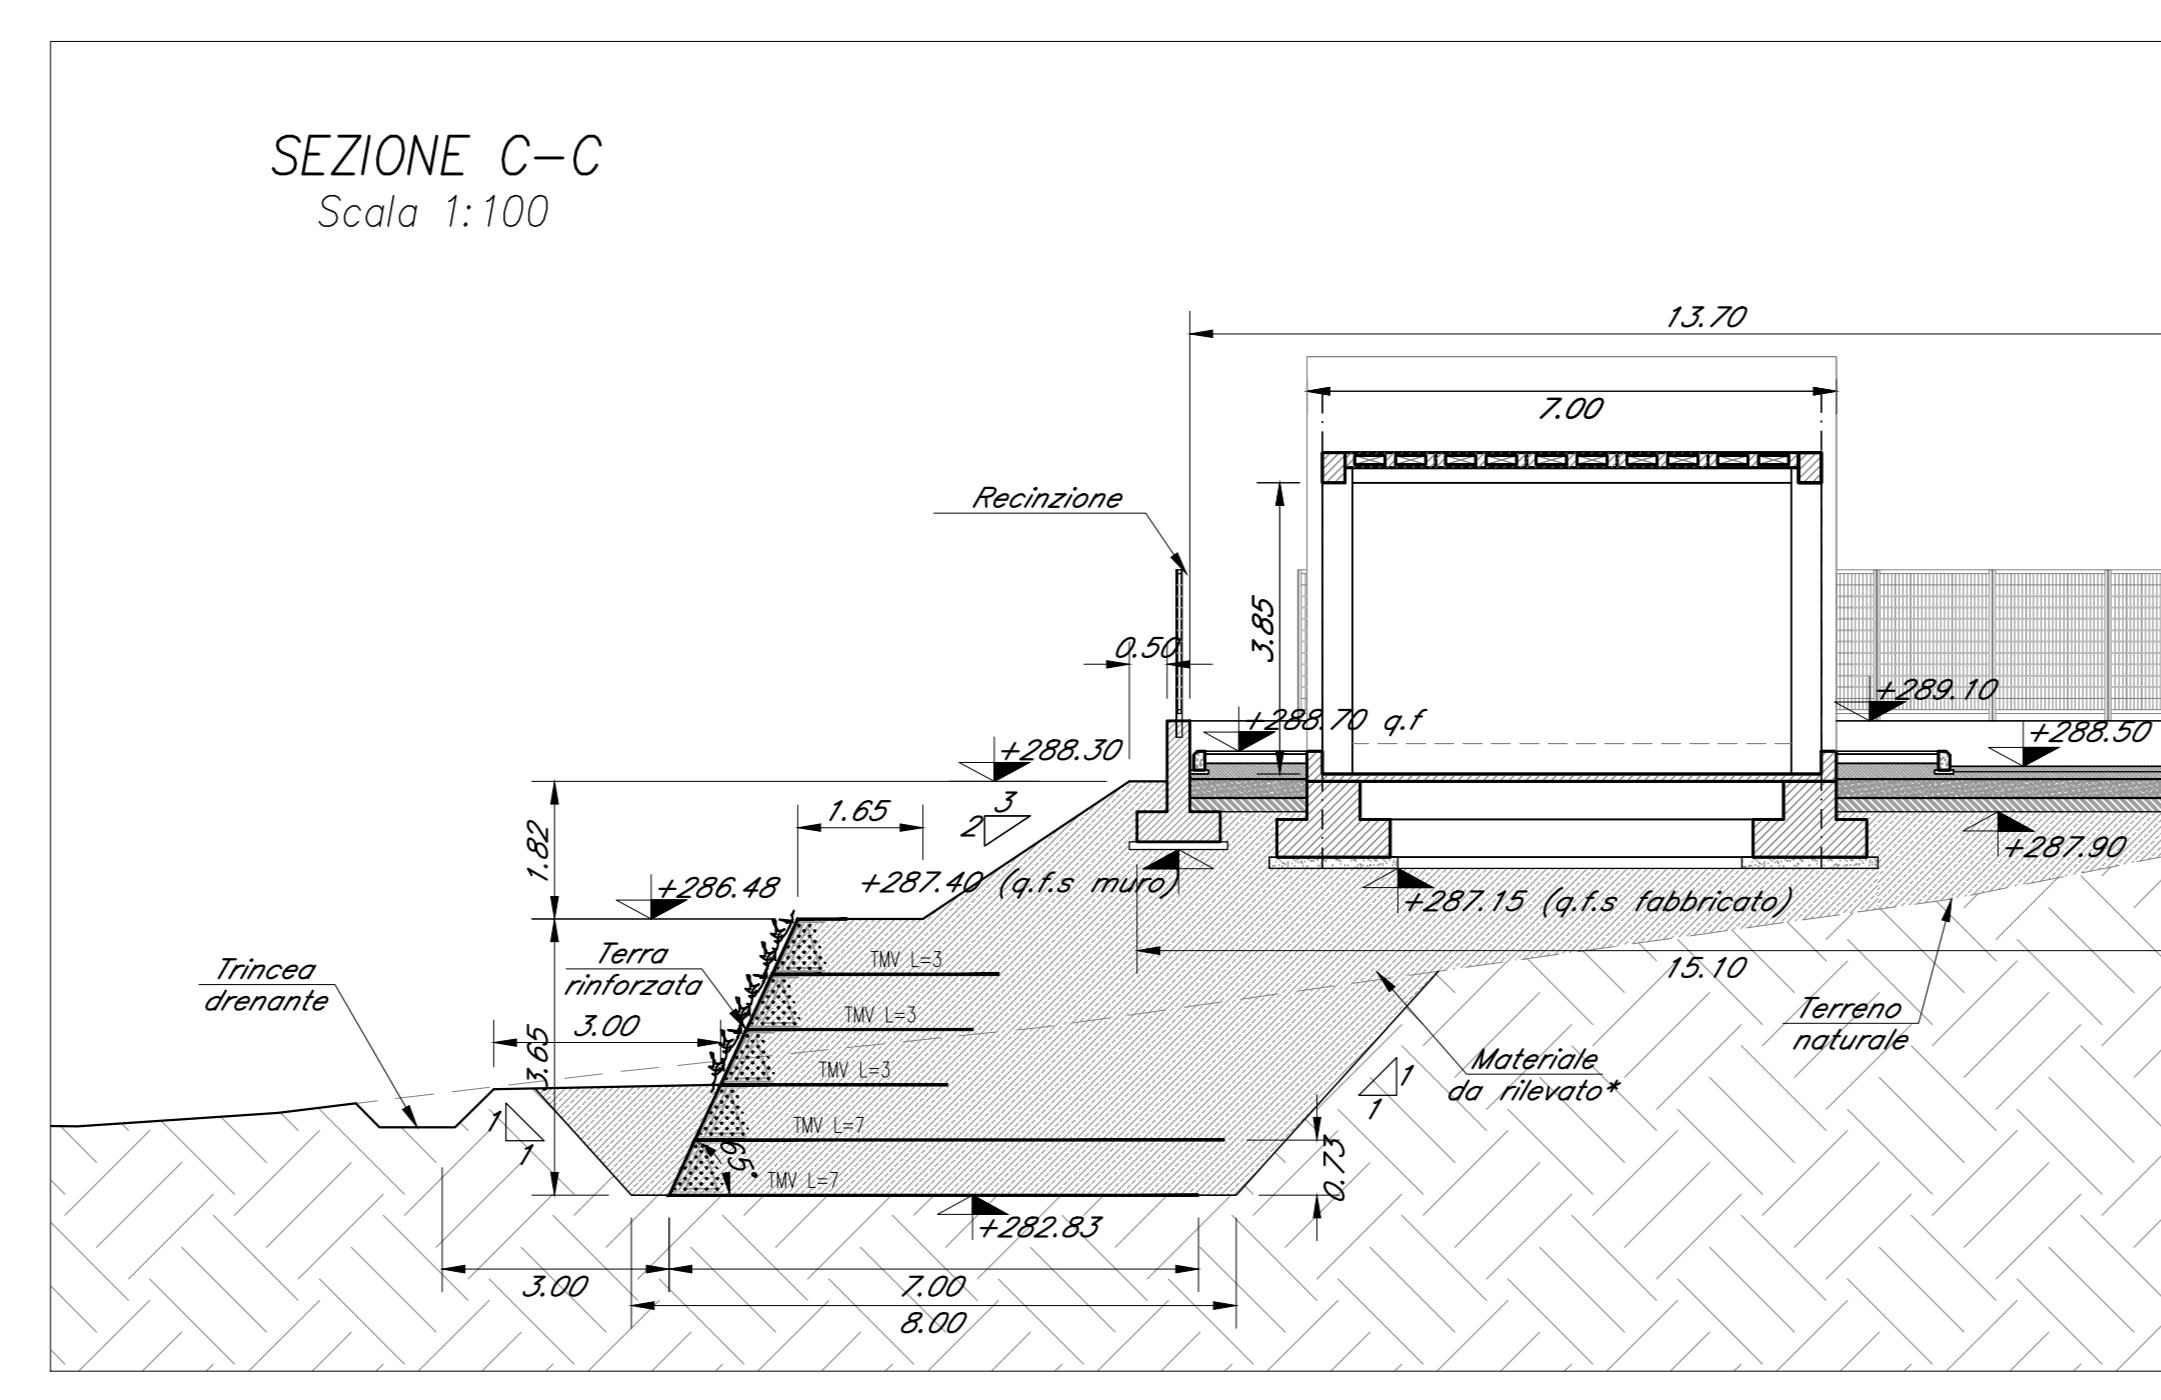 SEZIONE C-C
Scala 1:100
13.70
7.00
Recinzione
3.85
0.50
+289.10
+288.70 q.f
+288.50
+288.30
1.65
3
2
1.82
+287.90
+286.48
+287.40 (q.f.s muro)
+287.15 (q.f.s fabbricato)
Trincea
drenante
Terra
rinforzata
TMV L=3
15.10
3.00
TMV L=3
Terreno
naturale
3.65
TMV L=3
Materiale
da rilevato*
1
1
1
1
TMV L=7
65°
0.73
TMV L=7
+282.83
3.00
7.00
8.00